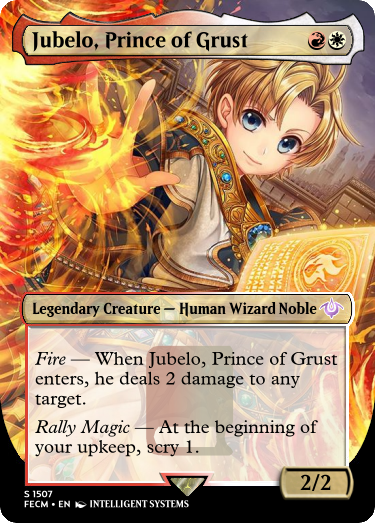 Jubelo, Prince of Grust
Legendary Creature — Human Wizard Noble
Fire — When Jubelo, Prince of Grust
enters, he deals 2 damage to any
target.
Rally Magic — At the beginning of
your upkeep, scry 1.
2/2
S 1507
FECM • EN INTELLIGENT SYSTEMS